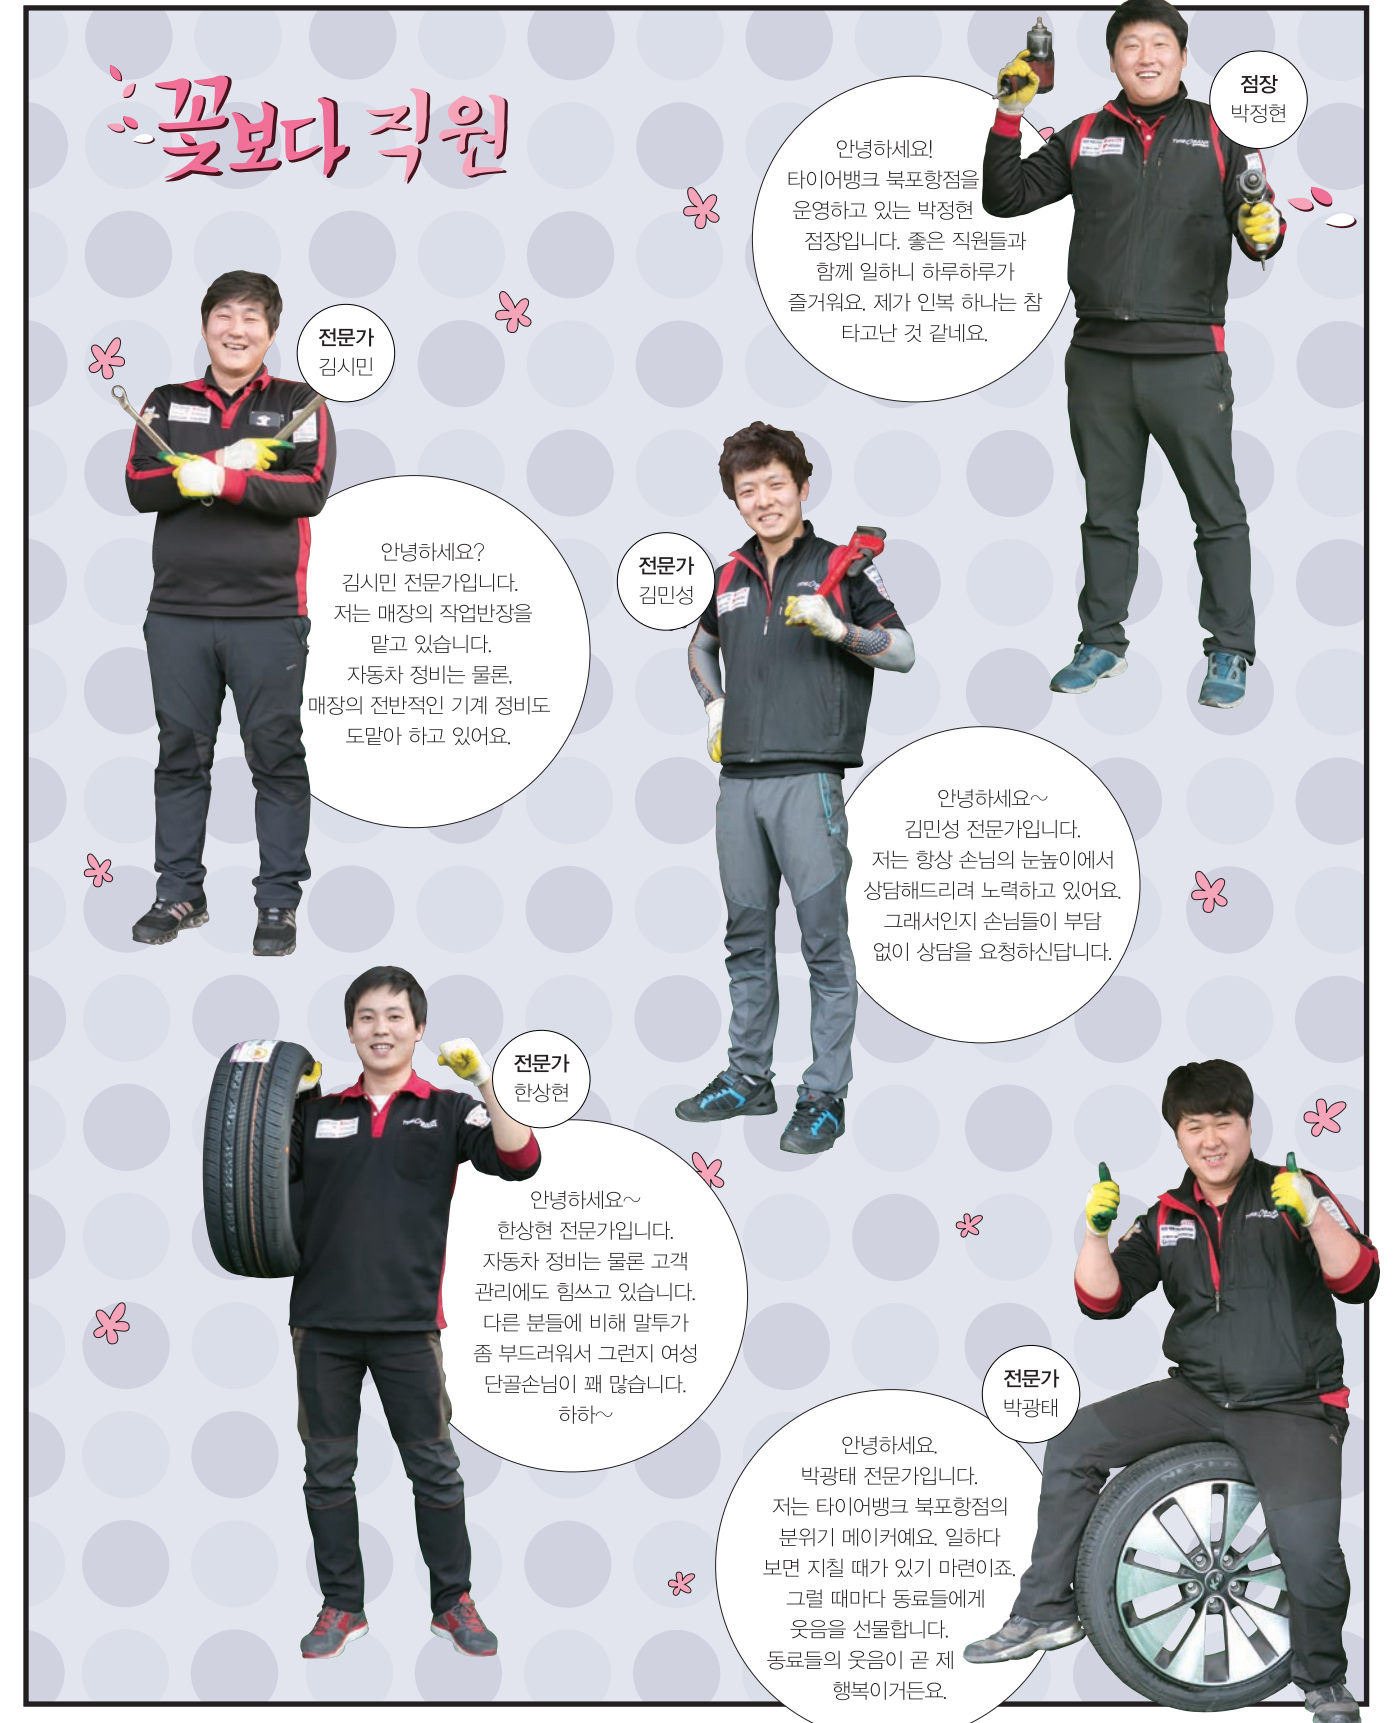 꽃보다 직원
점장
박정현
안녕하세요!
타이어뱅크 북포항점을
운영하고 있는 박정현
점장입니다. 좋은 직원들과
함께 일하니 하루하루가
즐거워요. 제가 인복 하나는 참
타고난 것 같네요.
전문가
김시민
안녕하세요?
김시민 전문가입니다.
저는 매장의 작업반장을
맡고 있습니다.
자동차 정비는 물론,
매장의 전반적인 기계 정비도
도맡아 하고 있어요.
전문가
김민성
안녕하세요~
김민성 전문가입니다.
저는 항상 손님의 눈높이에서
상담해드리려 노력하고 있어요.
그래서인지 손님들이 부담
없이 상담을 요청하신답니다.
전문가
한상현
안녕하세요~
한상현 전문가입니다.
자동차 정비는 물론 고객
관리에도 힘쓰고 있습니다.
다른 분들에 비해 말투가
좀 부드러워서 그런지 여성
단골손님이 꽤 많습니다.
하하~
전문가
박광태
안녕하세요.
박광태 전문가입니다.
저는 타이어뱅크 북포항점의
분위기 메이커예요. 일하다
보면 지칠 때가 있기 마련이죠.
그럴 때마다 동료들에게
웃음을 선물합니다.
동료들의 웃음이 곧 제
행복이거든요.